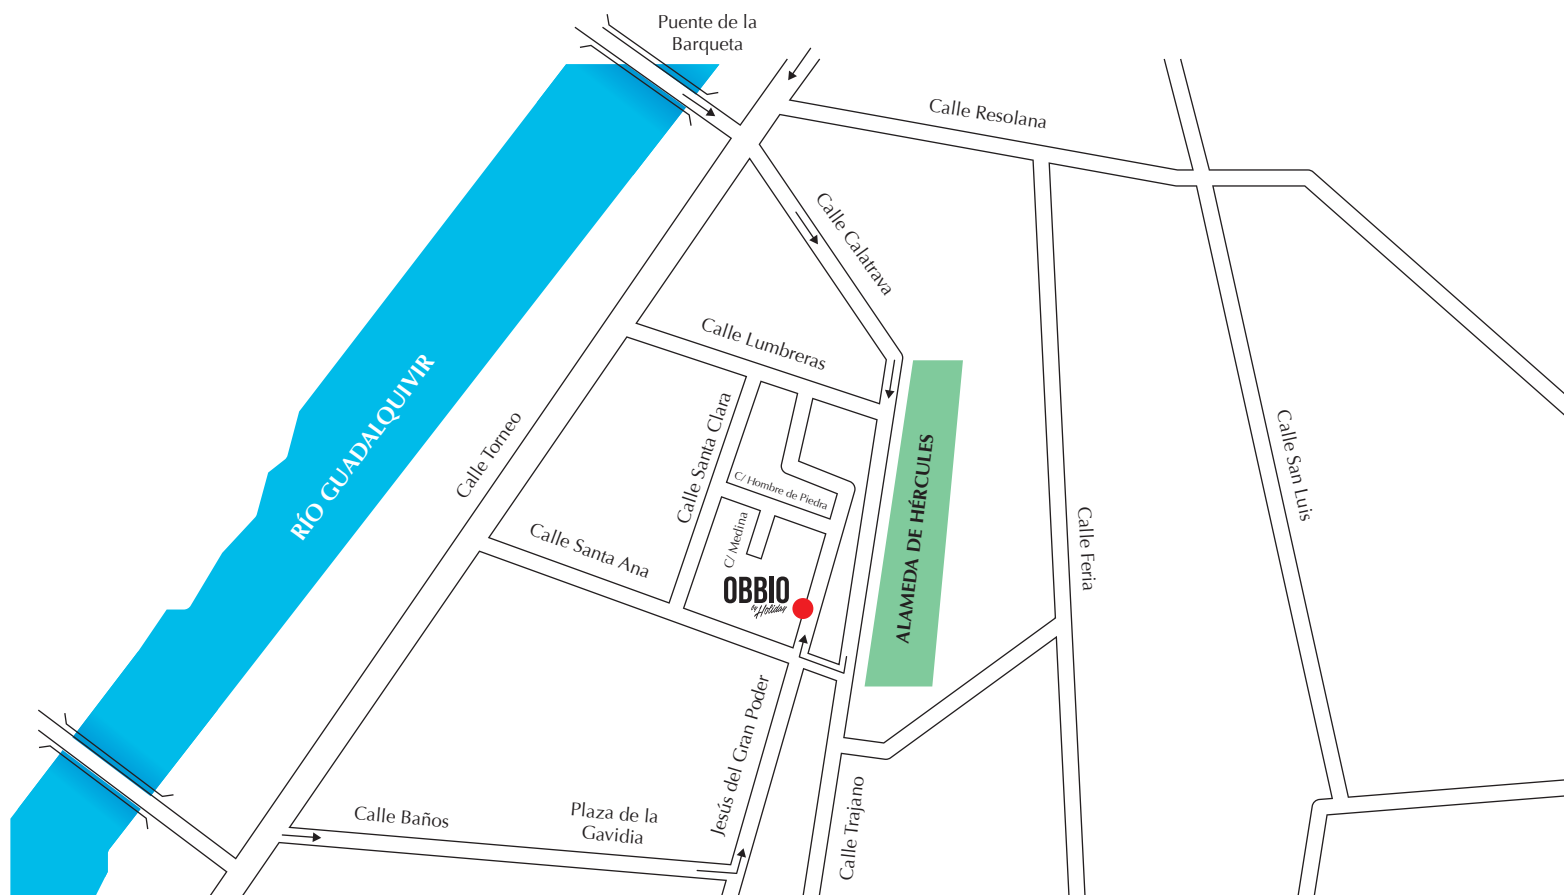 Puente de la
Barqueta
Calle Resolana
Calle Calatrava
Calle Lumbreras
RÍO GUADALQUIVIR
Calle Torneo
Calle Santa Clara
C/ Hombre de Piedra
C/ Medina
Calle Santa Ana
OBBIO
by Holiday
ALAMEDA DE HÉRCULES
Calle Feria
Calle San Luis
Jesús del Gran Poder
Calle Trajano
Calle Baños
Plaza de la
Gavidia